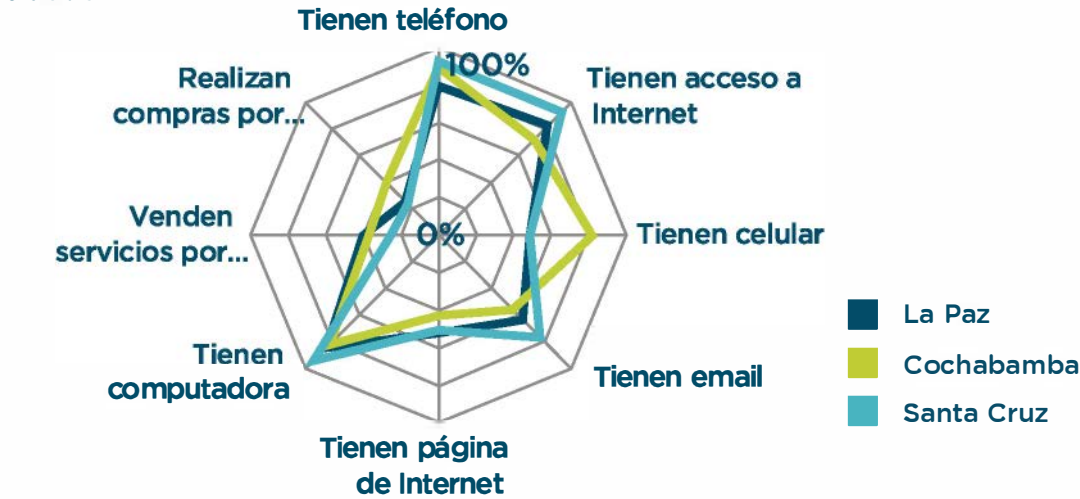 Tienen teléfono
100%
Realizan
compras por...
Tienen acceso a
Internet
Venden
servicios por...
0%
Tienen celular
La Paz
Cochabamba
Santa Cruz
Tienen
computadora
Tienen email
Tienen página
de Internet